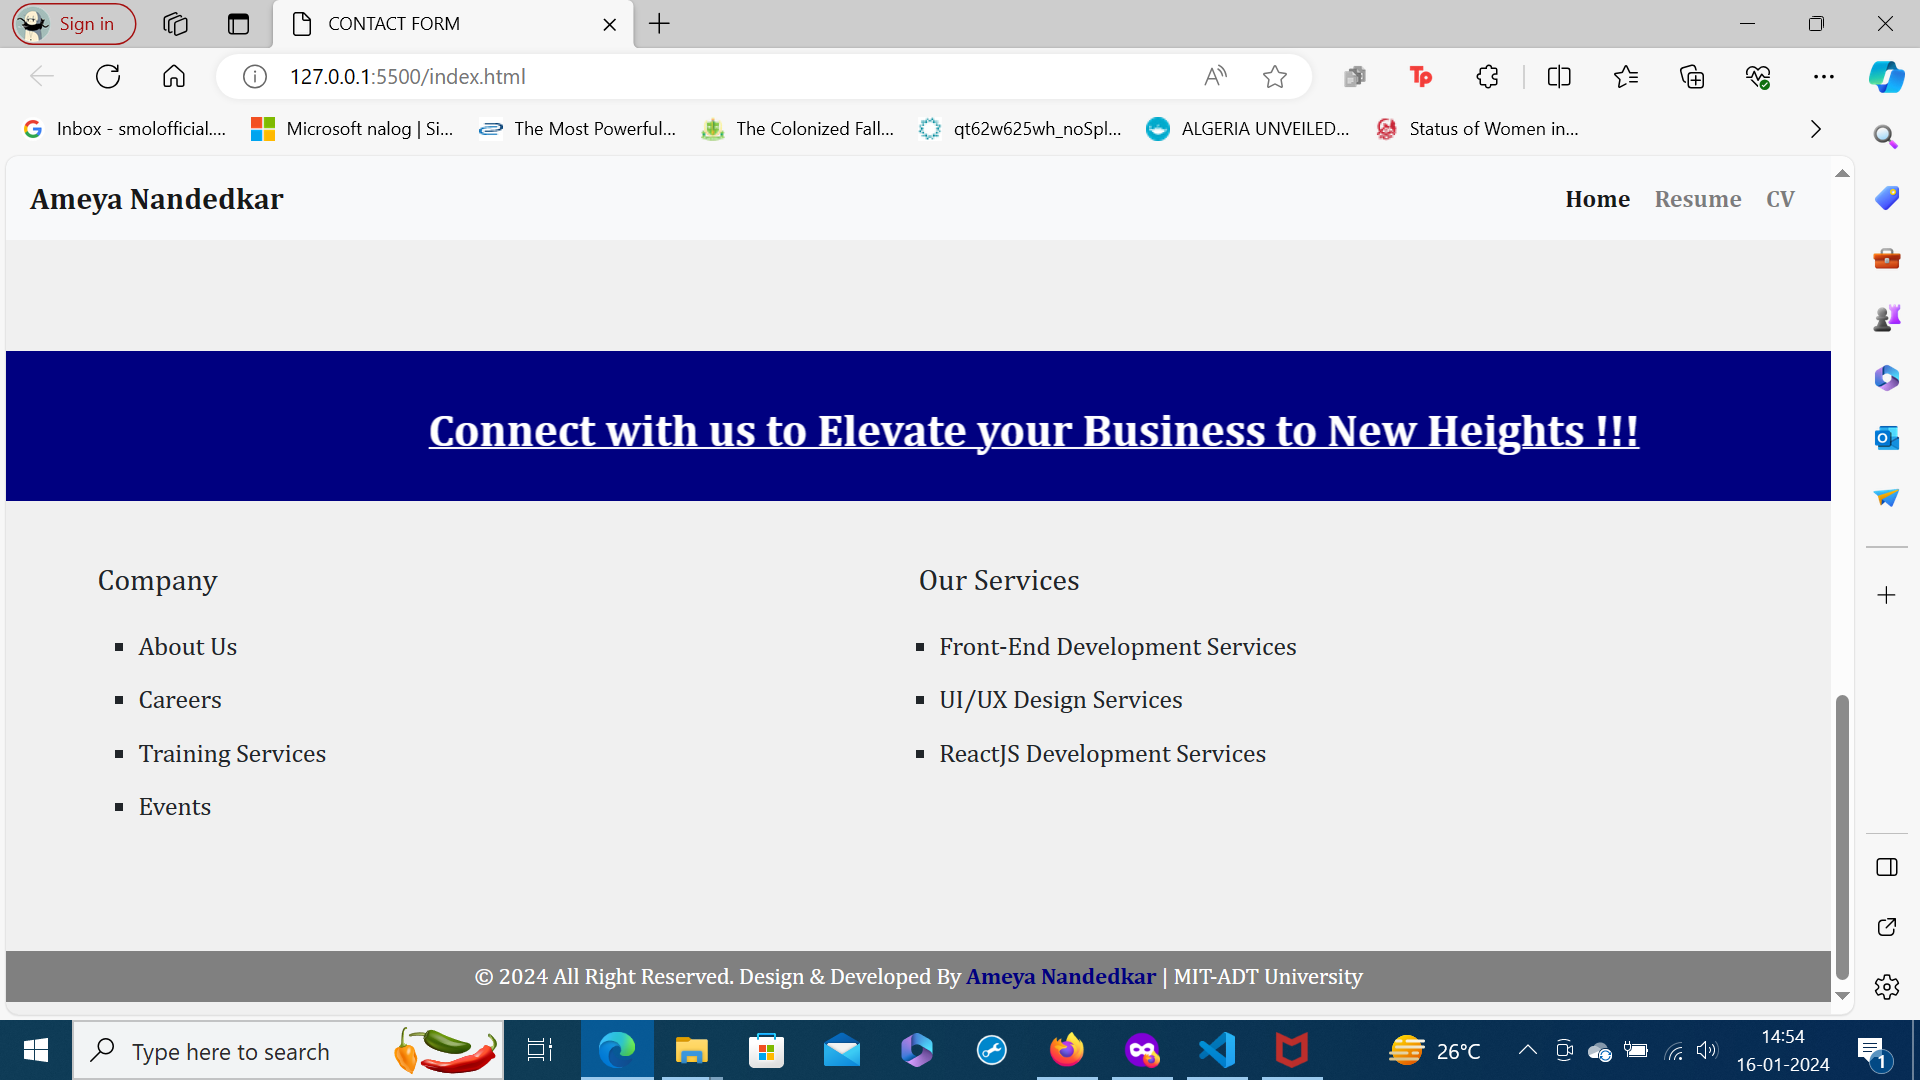 Sign in
CONTACT FORM
127.0.0.1:5500/index.html
Inbox - smolofficial....
Microsoft nalog | Si...
The Most Powerful...
The Colonized Fall...
qt62w625wh_noSpl...
ALGERIA UNVEILED...
Status of Women in...
Ameya Nandedkar
Home Resume CV
Connect with us to Elevate your Business to New Heights !!!
Company
About Us
Careers
Training Services
Events
Our Services
Front-End Development Services
UI/UX Design Services
ReactJS Development Services
© 2024 All Right Reserved. Design & Developed By Ameya Nandedkar | MIT-ADT University
Type here to search
26°C
14:54
16-01-2024
1